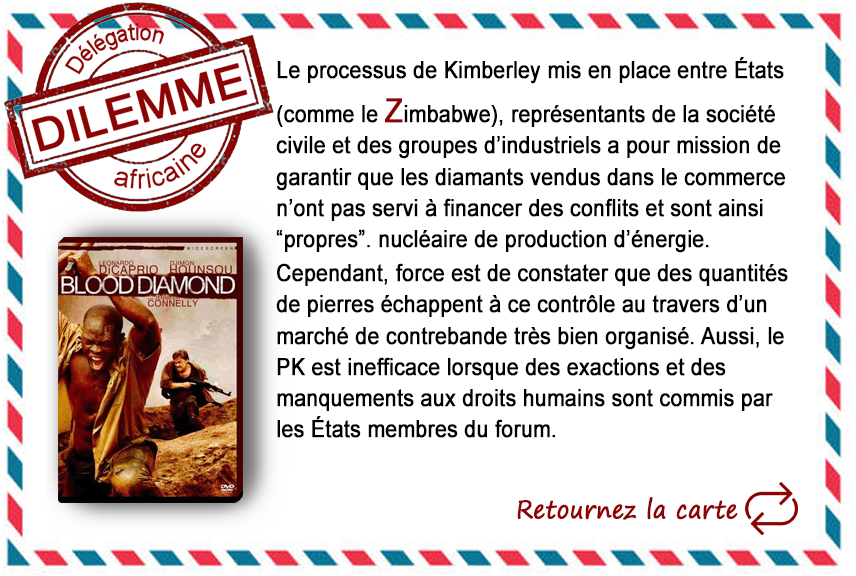 Délégation
DILEMME
africaine
Le processus de Kimberley mis en place entre États
(comme le Zimbabwe), représentants de la société
civile et des groupes d’industriels a pour mission de
garantir que les diamants vendus dans le commerce
n’ont pas servi à financer des conflits et sont ainsi
“propres”. nucléaire de production d’énergie.
Cependant, force est de constater que des quantités
de pierres échappent à ce contrôle au travers d’un
marché de contrebande très bien organisé. Aussi, le
PK est inefficace lorsque des exactions et des
manquements aux droits humains sont commis par
les États membres du forum.
WIDESCREEN
LEONARDO DJIMON
DiCAPRIO HOUNSOU
BLOOD DIAMOND
CONNELLY
DVD
Retournez la carte